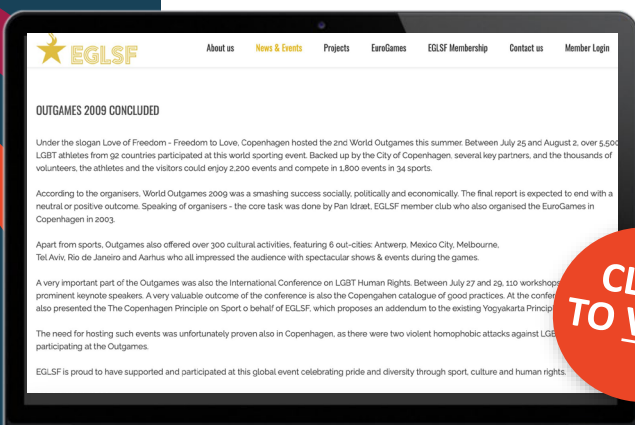 EGLSF
About us News & Events Projects EuroGames EGLSF Membership Contact us Member Login
OUTGAMES 2009 CONCLUDED
Under the slogan Love of Freedom - Freedom to Love, Copenhagen hosted the 2nd World Outgames this summer. Between July 25 and August 2, over 5,500
LGBT athletes from 92 countries participated at this world sporting event. Backed up by the City of Copenhagen, several key partners, and the thousands of
volunteers, the athletes and the visitors could enjoy 2,200 events and compete in 1,800 events in 34 sports.
According to the organisers, World Outgames 2009 was a smashing success socially, politically and economically. The final report is expected to end with a
neutral or positive outcome. Speaking of organisers - the core task was done by Pan Idræt, EGLSF member club who also organised the EuroGames in
Copenhagen in 2003.
Apart from sports, Outgames also offered over 300 cultural activities, featuring 6 out-cities: Antwerp, Mexico City, Melbourne,
Tel Aviv, Rio de Janeiro and Aarhus who all impressed the audience with spectacular shows & events during the games.
A very important part of the Outgames was also the International Conference on LGBT Human Rights. Between July 27 and 29, 110 workshops
prominent keynote speakers. A very valuable outcome of the conference is also the Copengahen catalogue of good practices. At the confer
also presented the The Copenhagen Principle on Sport o behalf of EGLSF, which proposes an addendum to the existing Yogyakarta Princip
The need for hosting such events was unfortunately proven also in Copenhagen, as there were two violent homophobic attacks against LGB
participating at the Outgames.
EGLSF is proud to have supported and participated at this global event celebrating pride and diversity through sport, culture and human rights.
CL
TO